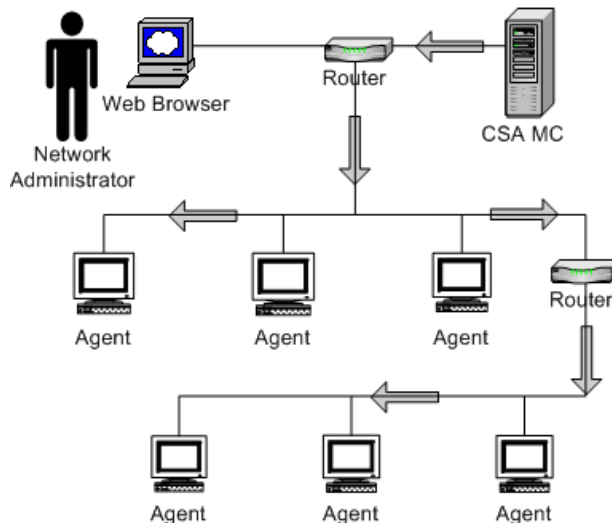 Web Browser
Router
CSA MC
Network
Administrator
Agent
Agent
Agent
Router
Agent
Agent
Agent